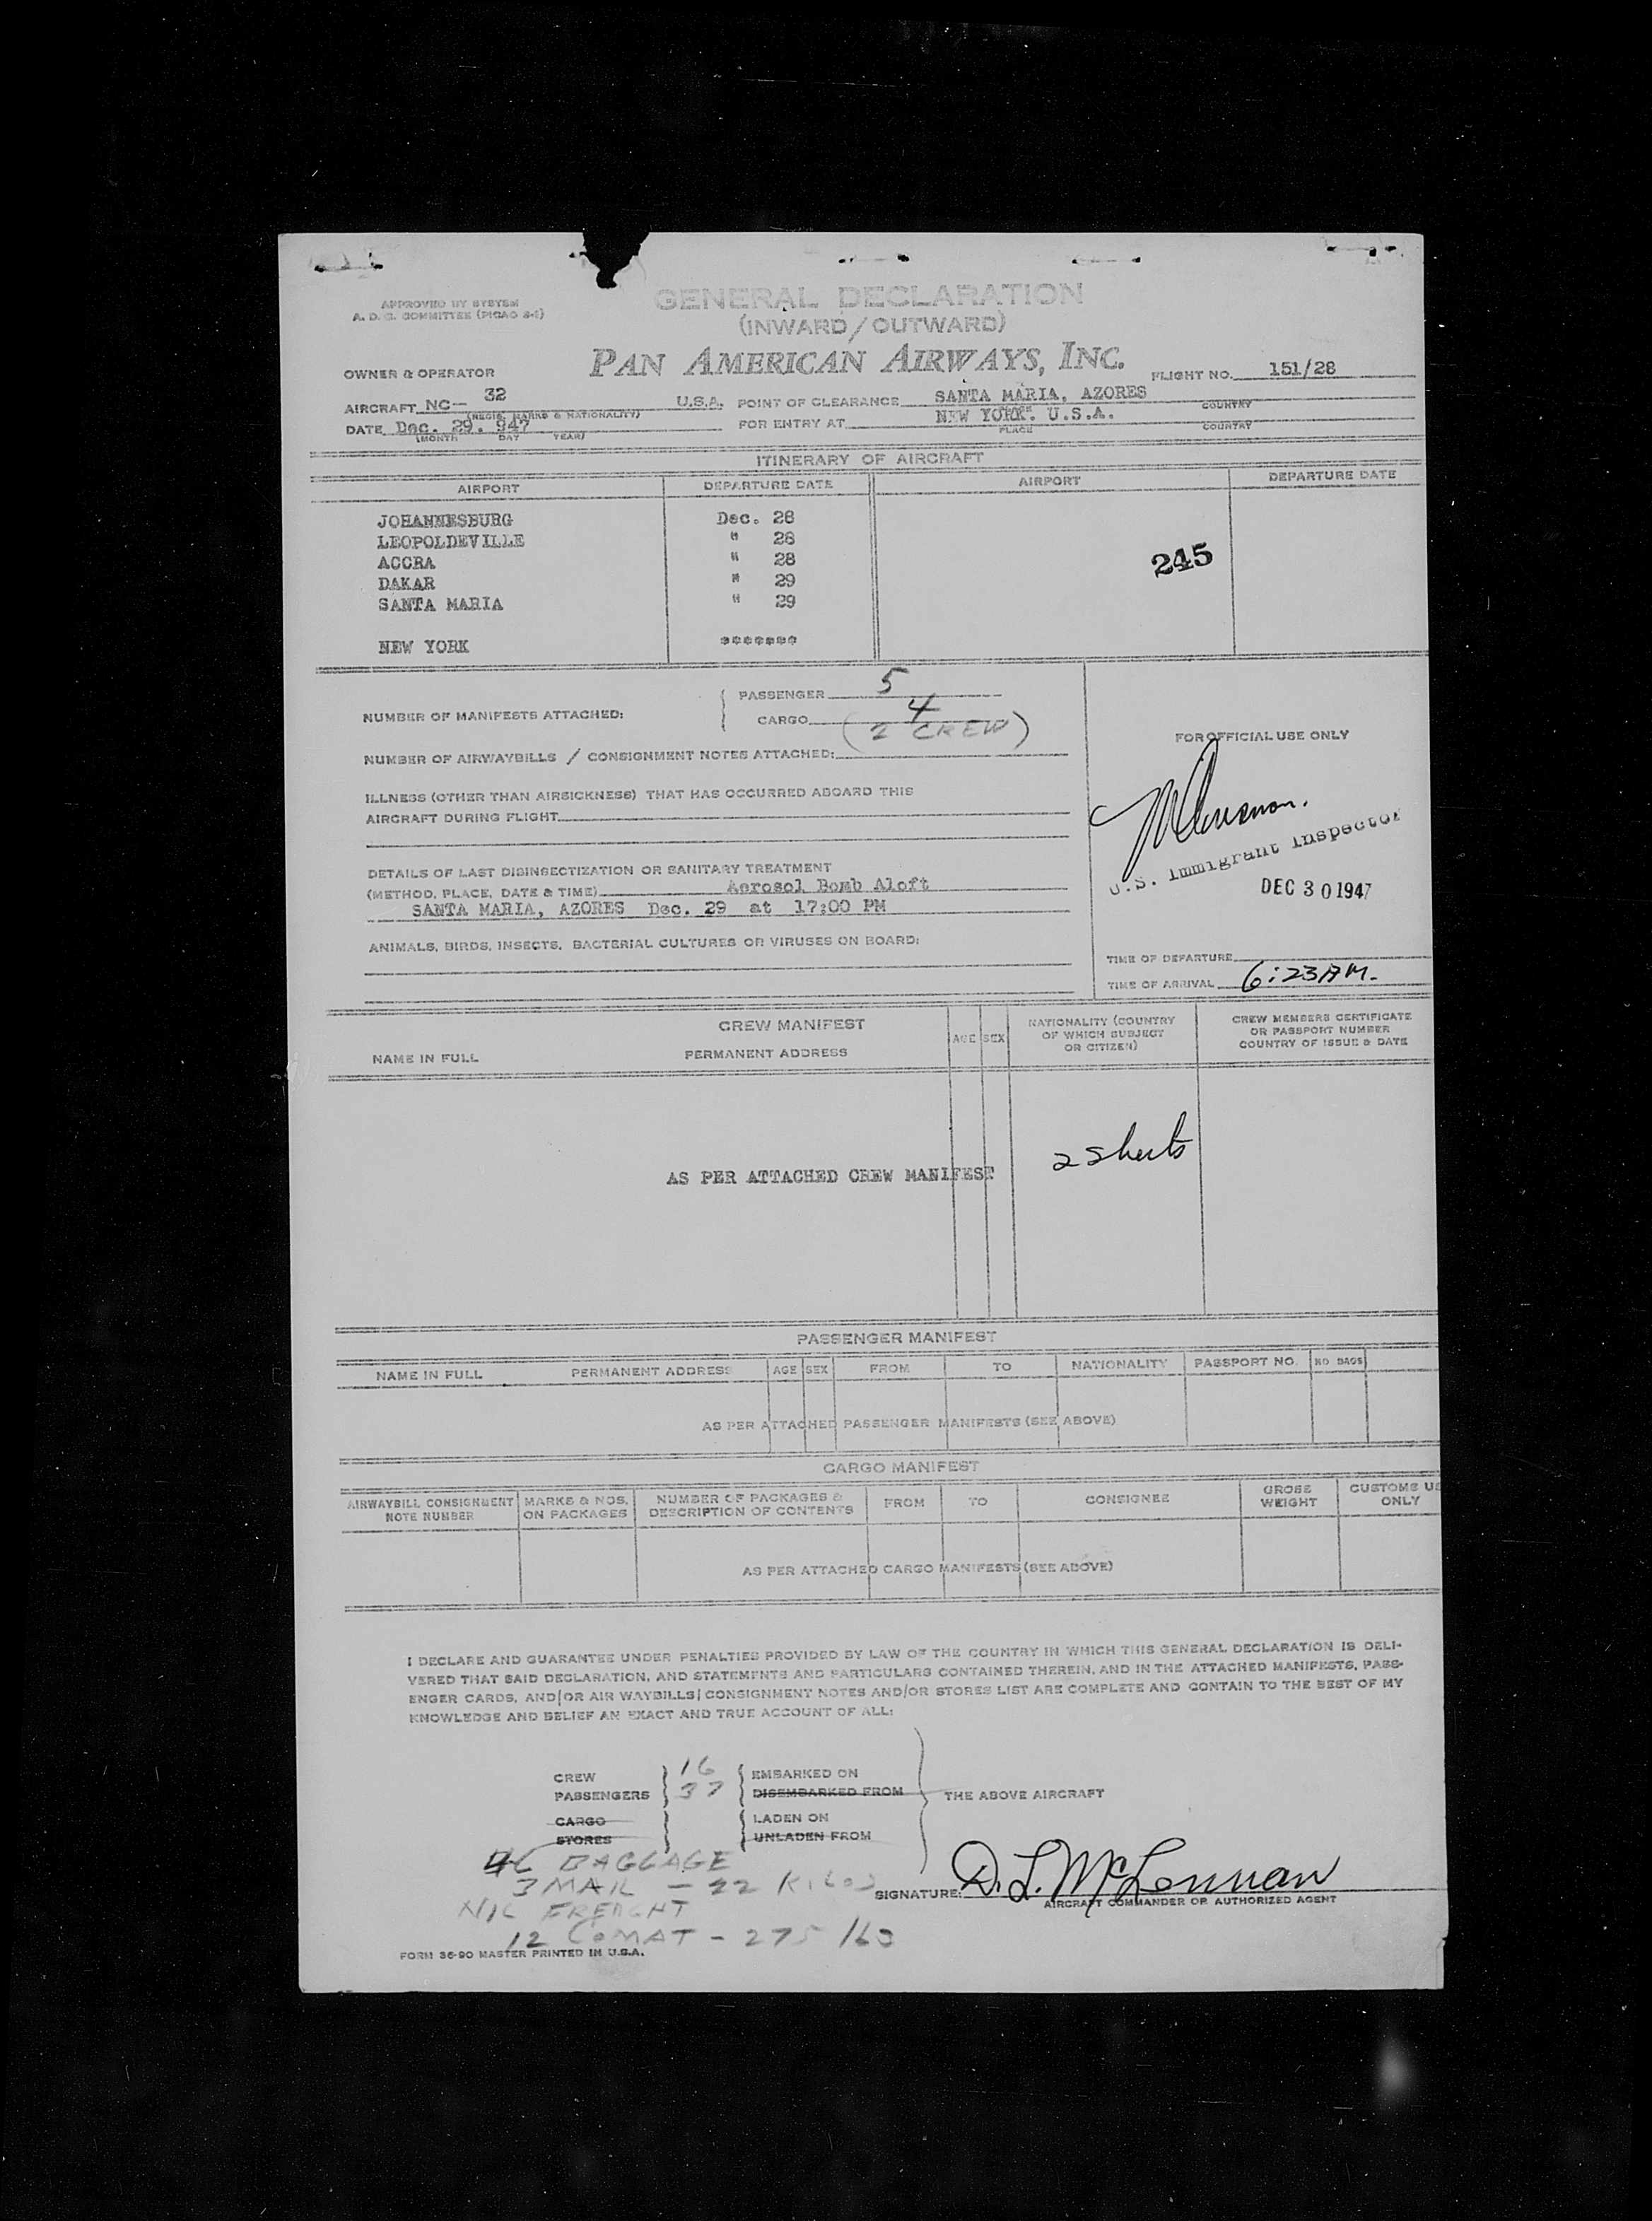 APPROVED BY SYSTEM
A. D. C. COMMITTEE (PICAO
GENERAL DECLARATION
(INWARD/OUTWARD)
OWNER & OPERATOR
PAN AMERICAN AIRWAYS, INC.
FLIGHT NO. 151/28
AIRCRAFT NC- 32 U.S.A.
(REGIS. MARKS & NATIONALITY)
POINT OF CLEARANCE SANTA MARIA, AZORES
COUNTRY
DATE Dec. 29. 947
(MONTH DAY YEAR)
FOR ENTRY AT NEW YORK. U.S.A.
PLACE COUNTRY
ITINERARY OF AIRCRAFT
AIRPORT DEPARTURE DATE AIRPORT DEPARTURE DATE
JOHANNESBURG Dec. 28
LEOPOLDEVILLE " 28
ACCRA " 28
245
DAKAR " 29
SANTA MARIA " 29
NEW YORK *******
NUMBER OF MANIFESTS ATTACHED:
PASSENGER 5
CARGO 4
(2 CREW)
FOR OFFICIAL USE ONLY
NUMBER OF AIRWAYBILLS / CONSIGNMENT NOTES ATTACHED:
ILLNESS (OTHER THAN AIRSICKNESS) THAT HAS OCCURRED ABOARD THIS
AIRCRAFT DURING FLIGHT
U.S. Immigrant Inspector
DEC 30 1947
DETAILS OF LAST DISINSECTIZATION OR SANITARY TREATMENT
(METHOD, PLACE, DATE & TIME) Aerosol Bomb Aloft
SANTA MARIA, AZORES Dec. 29 at 17:00 PM
ANIMALS, BIRDS, INSECTS, BACTERIAL CULTURES OR VIRUSES ON BOARD:
TIME OF DEPARTURE
TIME OF ARRIVAL 6:23 AM.
CREW MANIFEST
NAME IN FULL PERMANENT ADDRESS AGE SEX
NATIONALITY (COUNTRY
OF WHICH SUBJECT
OR CITIZEN)
CREW MEMBERS CERTIFICATE
OR PASSPORT NUMBER
COUNTRY OF ISSUE & DATE
AS PER ATTACHED CREW MANIFEST
2 sheets
PASSENGER MANIFEST
NAME IN FULL PERMANENT ADDRESS AGE SEX FROM TO NATIONALITY PASSPORT NO. NO BAGS
AS PER ATTACHED PASSENGER MANIFESTS (SEE ABOVE)
CARGO MANIFEST
AIRWAYBILL CONSIGNMENT
NOTE NUMBER
MARKS & NOS.
ON PACKAGES
NUMBER OF PACKAGES &
DESCRIPTION OF CONTENTS
FROM TO CONSIGNEE
GROSS
WEIGHT
CUSTOMS US
ONLY
AS PER ATTACHED CARGO MANIFESTS (SEE ABOVE)
I DECLARE AND GUARANTEE UNDER PENALTIES PROVIDED BY LAW OF THE COUNTRY IN WHICH THIS GENERAL DECLARATION IS DELI-
VERED THAT SAID DECLARATION, AND STATEMENTS AND PARTICULARS CONTAINED THEREIN, AND IN THE ATTACHED MANIFESTS, PASS-
ENGER CARDS, AND/OR AIR WAYBILLS/CONSIGNMENT NOTES AND/OR STORES LIST ARE COMPLETE AND CONTAIN TO THE BEST OF MY
KNOWLEDGE AND BELIEF AN EXACT AND TRUE ACCOUNT OF ALL:
CREW 16 EMBARKED ON
PASSENGERS 37 DISEMBARKED FROM THE ABOVE AIRCRAFT
CARGO LADEN ON
STORES UNLADEN FROM
BAGGAGE
3 MAIL - 22 KILOS
NIL FREIGHT
12 COMAT - 275
SIGNATURE: D. L. McLennan
AIRCRAFT COMMANDER OR AUTHORIZED AGENT
FORM 36-90 MASTER PRINTED IN U.S.A.